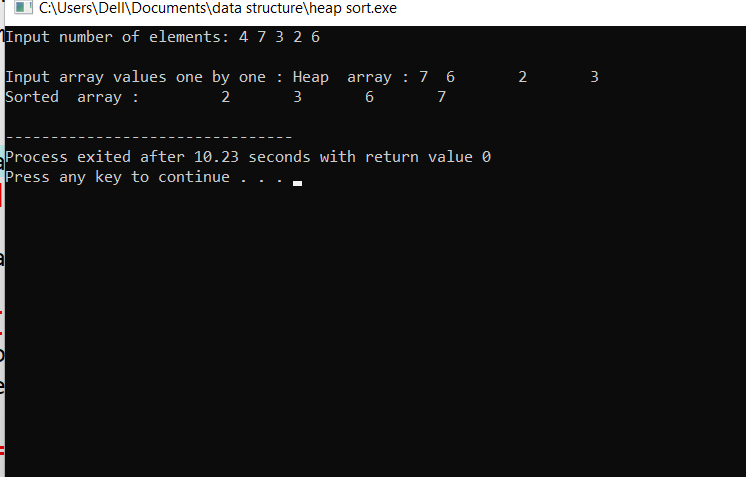 C:\Users\Dell\Documents\data structure\heap sort.exe
Input number of elements: 4 7 3 2 6
Input array values one by one : Heap  array : 7  6       2       3
Sorted  array :         2       3       6       7
--------------------------------
Process exited after 10.23 seconds with return value 0
Press any key to continue . . .